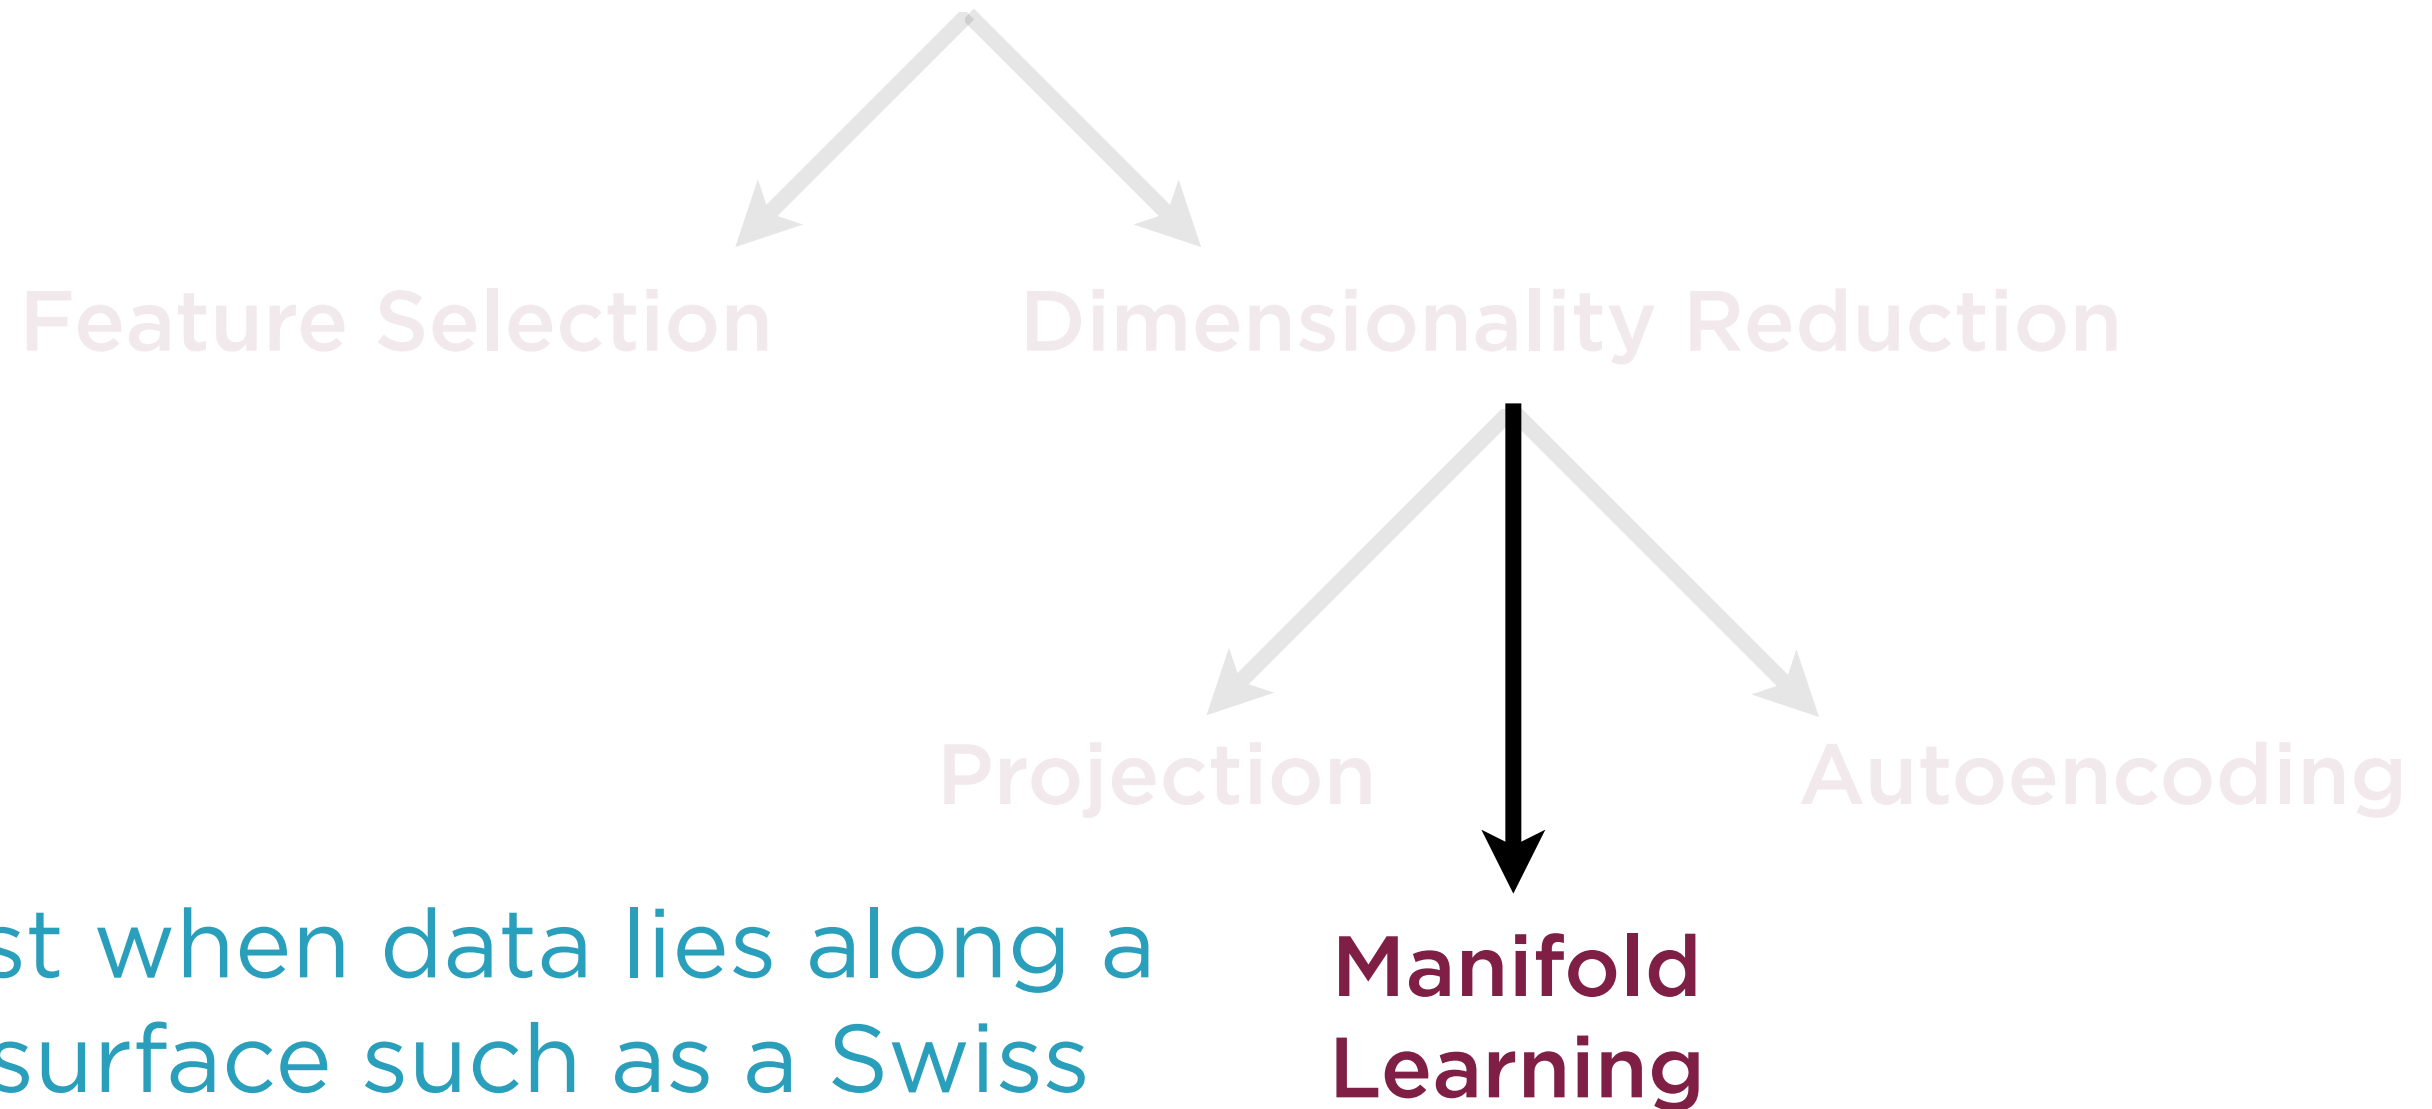 Feature Selection
Dimensionality Reduction
Projection
Autoencoding
st when data lies along a
surface such as a Swiss
Manifold
Learning